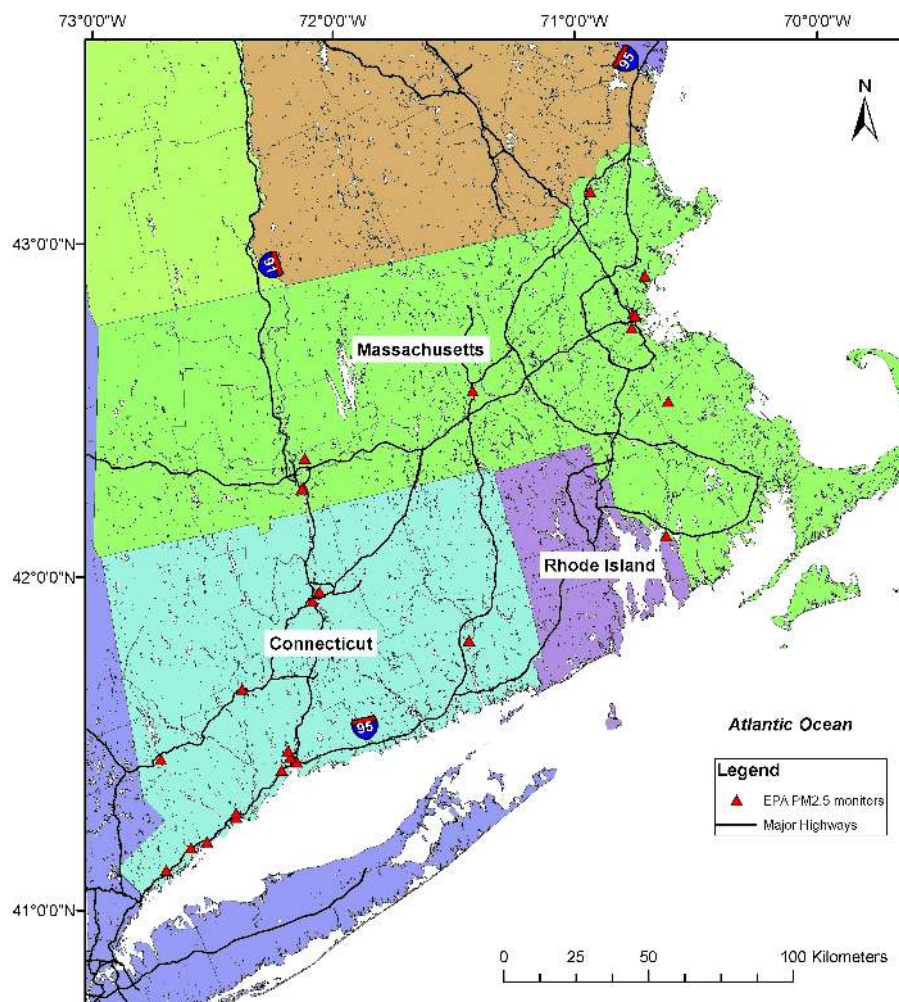 73°0'0"W 72°0'0"W 71°0'0"W 70°0'0"W
95
N
43°0'0"N
91
Massachusetts
42°0'0"N
Rhode Island
Connecticut
95
Atlantic Ocean
Legend
EPA PM2.5 monitors
Major Highways
41°0'0"N
0 25 50 100 Kilometers